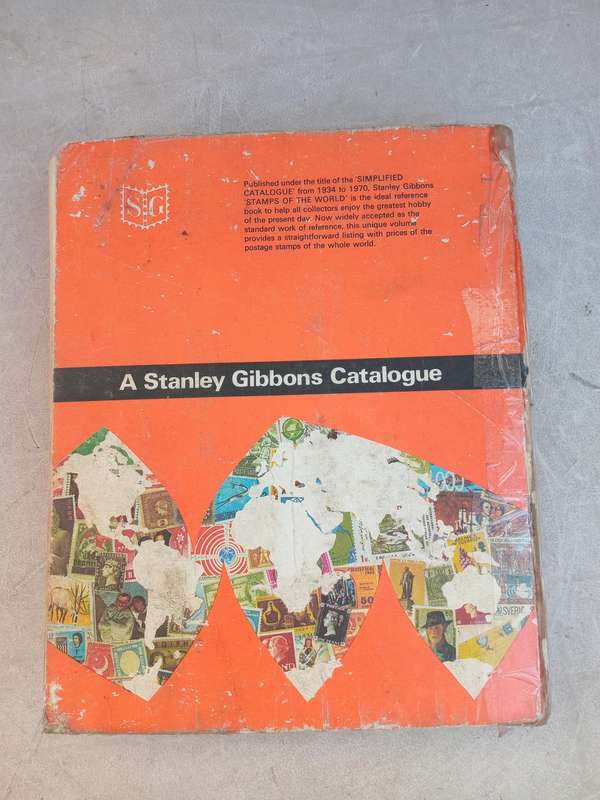 SG
Published under the title of the 'SIMPLIFIED
CATALOGUE' from 1934 to 1970, Stanley Gibbons
'STAMPS OF THE WORLD' is the ideal reference
book to help all collectors enjoy the greatest hobby
of the present day. Now widely accepted as the
standard work of reference, this unique volume
provides a straightforward listing with prices of the
postage stamps of the whole world.
A Stanley Gibbons Catalogue
SVERIGE
50